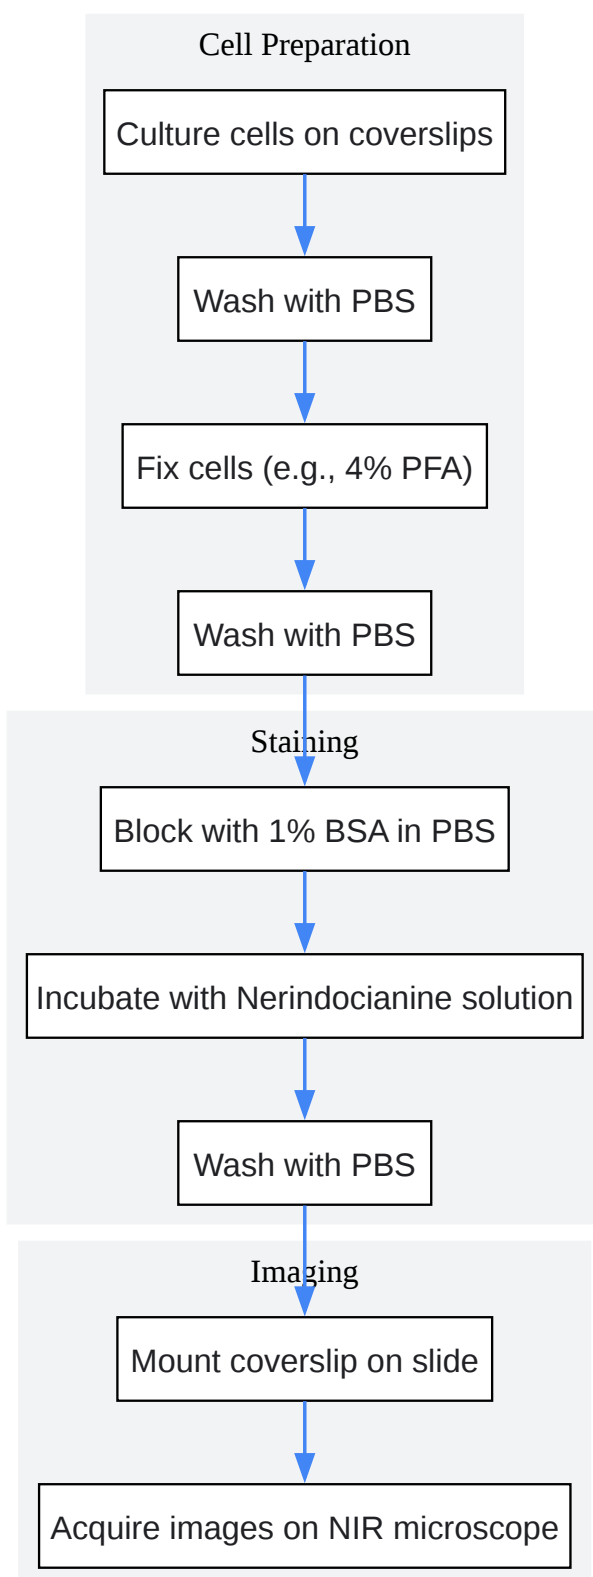 Cell Preparation
Culture cells on coverslips
Wash with PBS
Fix cells (e.g., 4% PFA)
Wash with PBS
Staining
Block with 1% BSA in PBS
Incubate with Nerindocianine solution
Wash with PBS
Imaging
Mount coverslip on slide
Acquire images on NIR microscope